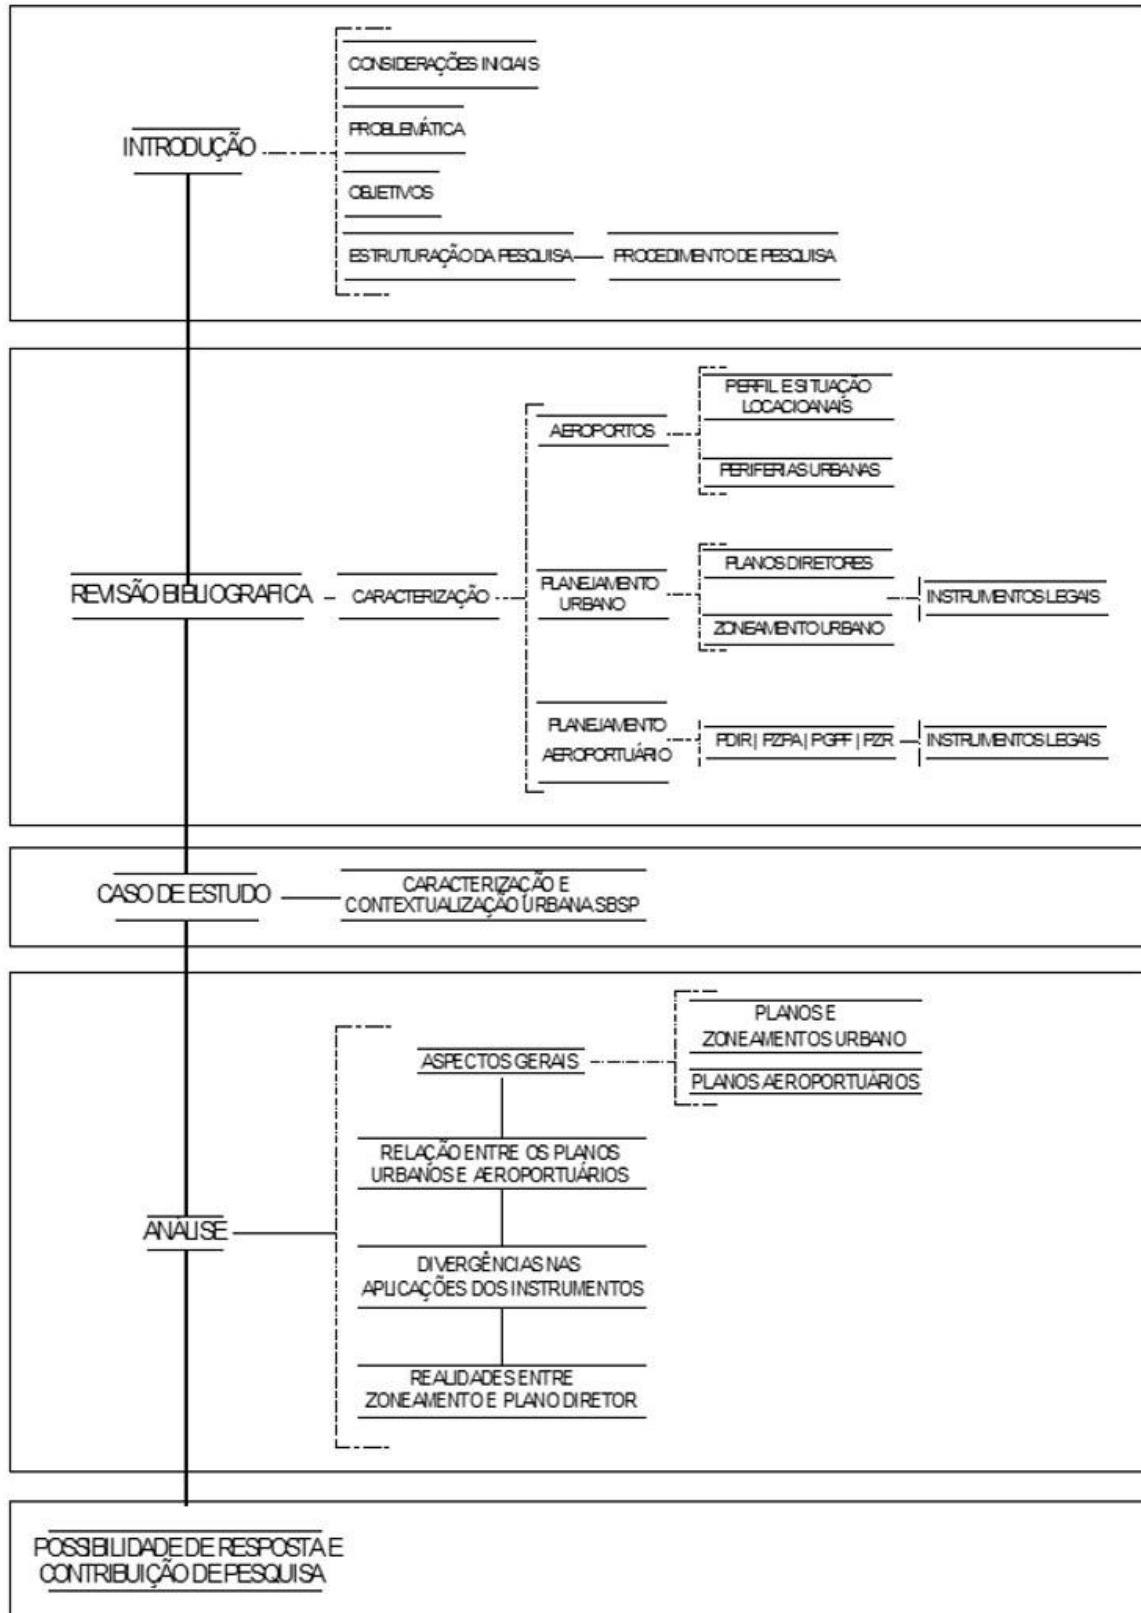 CONSIDERAÇÕES INICIAIS
PROBLEMÁTICA
INTRODUÇÃO
OBJETIVOS
ESTRUTURAÇÃO DA PESQUISA
PROCEDIMENTO DE PESQUISA
PERFIL E SITUAÇÃO
LOCACIOANAIS
AEROPORTOS
PERIFERIAS URBANAS
REVISÃO BIBLIOGRAFICA
CARACTERIZAÇÃO
PLANEJAMENTO
URBANO
PLANOS DIRETORES
ZONEAMENTO URBANO
INSTRUMENTOS LEGAIS
PLANEJAMENTO
AEROPORTUÁRIO
PDIR | PZPA | PGPF | PZR
INSTRUMENTOS LEGAIS
CASO DE ESTUDO
CARACTERIZAÇÃO E
CONTEXTUALIZAÇÃO URBANA SBSP
ANÁLISE
ASPECTOS GERAIS
PLANOS E
ZONEAMENTOS URBANO
PLANOS AEROPORTUÁRIOS
RELAÇÃO ENTRE OS PLANOS
URBANOS E AEROPORTUÁRIOS
DIVERGÊNCIAS NAS
APLICAÇÕES DOS INSTRUMENTOS
REALIDADES ENTRE
ZONEAMENTO E PLANO DIRETOR
POSSIBILIDADE DE RESPOSTA E
CONTRIBUIÇÃO DE PESQUISA